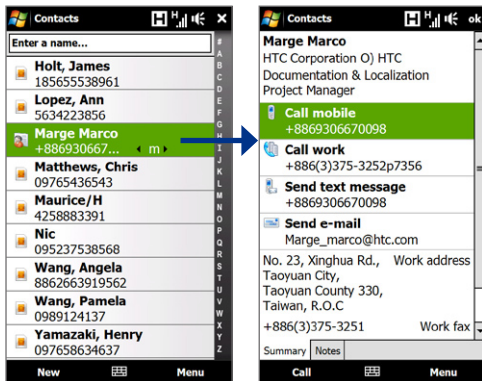 Contacts
Enter a name...
Holt, James
185655538961
Lopez, Ann
5634223856
Marge Marco
+886930667... m
Matthews, Chris
09765436543
Maurice/H
4258883391
Nic
095237538568
Wang, Angela
8862663919562
Wang, Pamela
0989124137
Yamazaki, Henry
097658634637
#
A
B
C
D
E
F
G
H
I
J
K
L
M
N
O
P
Q
R
S
T
U
V
W
X
Y
Z
New
Menu
Contacts
ok
Marge Marco
HTC Corporation O) HTC
Documentation & Localization
Project Manager
Call mobile
+8869306670098
Call work
+886(3)375-3252p7356
Send text message
+8869306670098
Send e-mail
Marge_marco@htc.com
No. 23, Xinghua Rd., Work address
Taoyuan City,
Taoyuan County 330,
Taiwan, R.O.C
+886(3)375-3251 Work fax
Summary Notes
Call
Menu